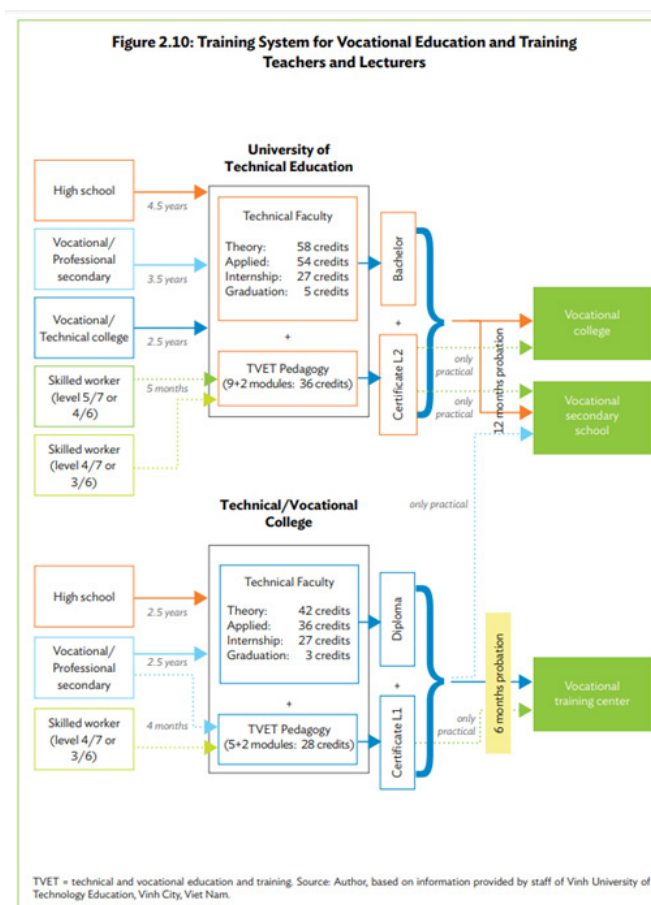 Figure 2.10: Training System for Vocational Education and Training
Teachers and Lecturers
University of
Technical Education
High school
4.5 years
Vocational/
Professional
secondary
3.5 years
Vocational/
Technical college
2.5 years
Skilled worker
(level 5/7 or
4/6)
5 months
Skilled worker
(level 4/7 or
3/6)
Technical Faculty
Theory: 58 credits
Applied: 54 credits
Internship: 27 credits
Graduation: 5 credits
+
TVET Pedagogy
(9+2 modules: 36 credits)
Bachelor
+
Certificate L2
only
practical
only
practical
12 months probation
Vocational
college
Vocational
secondary
school
Technical/Vocational
College
High school
2.5 years
Vocational/
Professional
secondary
2.5 years
Skilled worker
(level 4/7 or
3/6)
4 months
Technical Faculty
Theory: 42 credits
Applied: 36 credits
Internship: 27 credits
Graduation: 3 credits
+
TVET Pedagogy
(5+2 modules: 28 credits)
Diploma
+
Certificate L1
only practical
only
practical
6 months probation
Vocational
training center
TVET = technical and vocational education and training. Source: Author, based on information provided by staff of Vinh University of
Technology Education, Vinh City, Viet Nam.